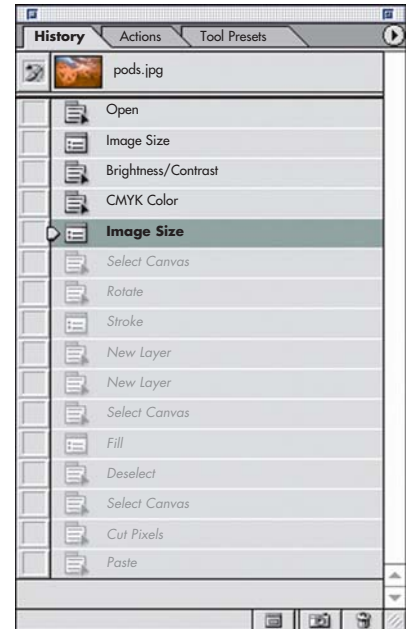 History Actions Tool Presets
pods.jpg
Open
Image Size
Brightness/Contrast
CMYK Color
Image Size
Select Canvas
Rotate
Stroke
New Layer
New Layer
Select Canvas
Fill
Deselect
Select Canvas
Cut Pixels
Paste